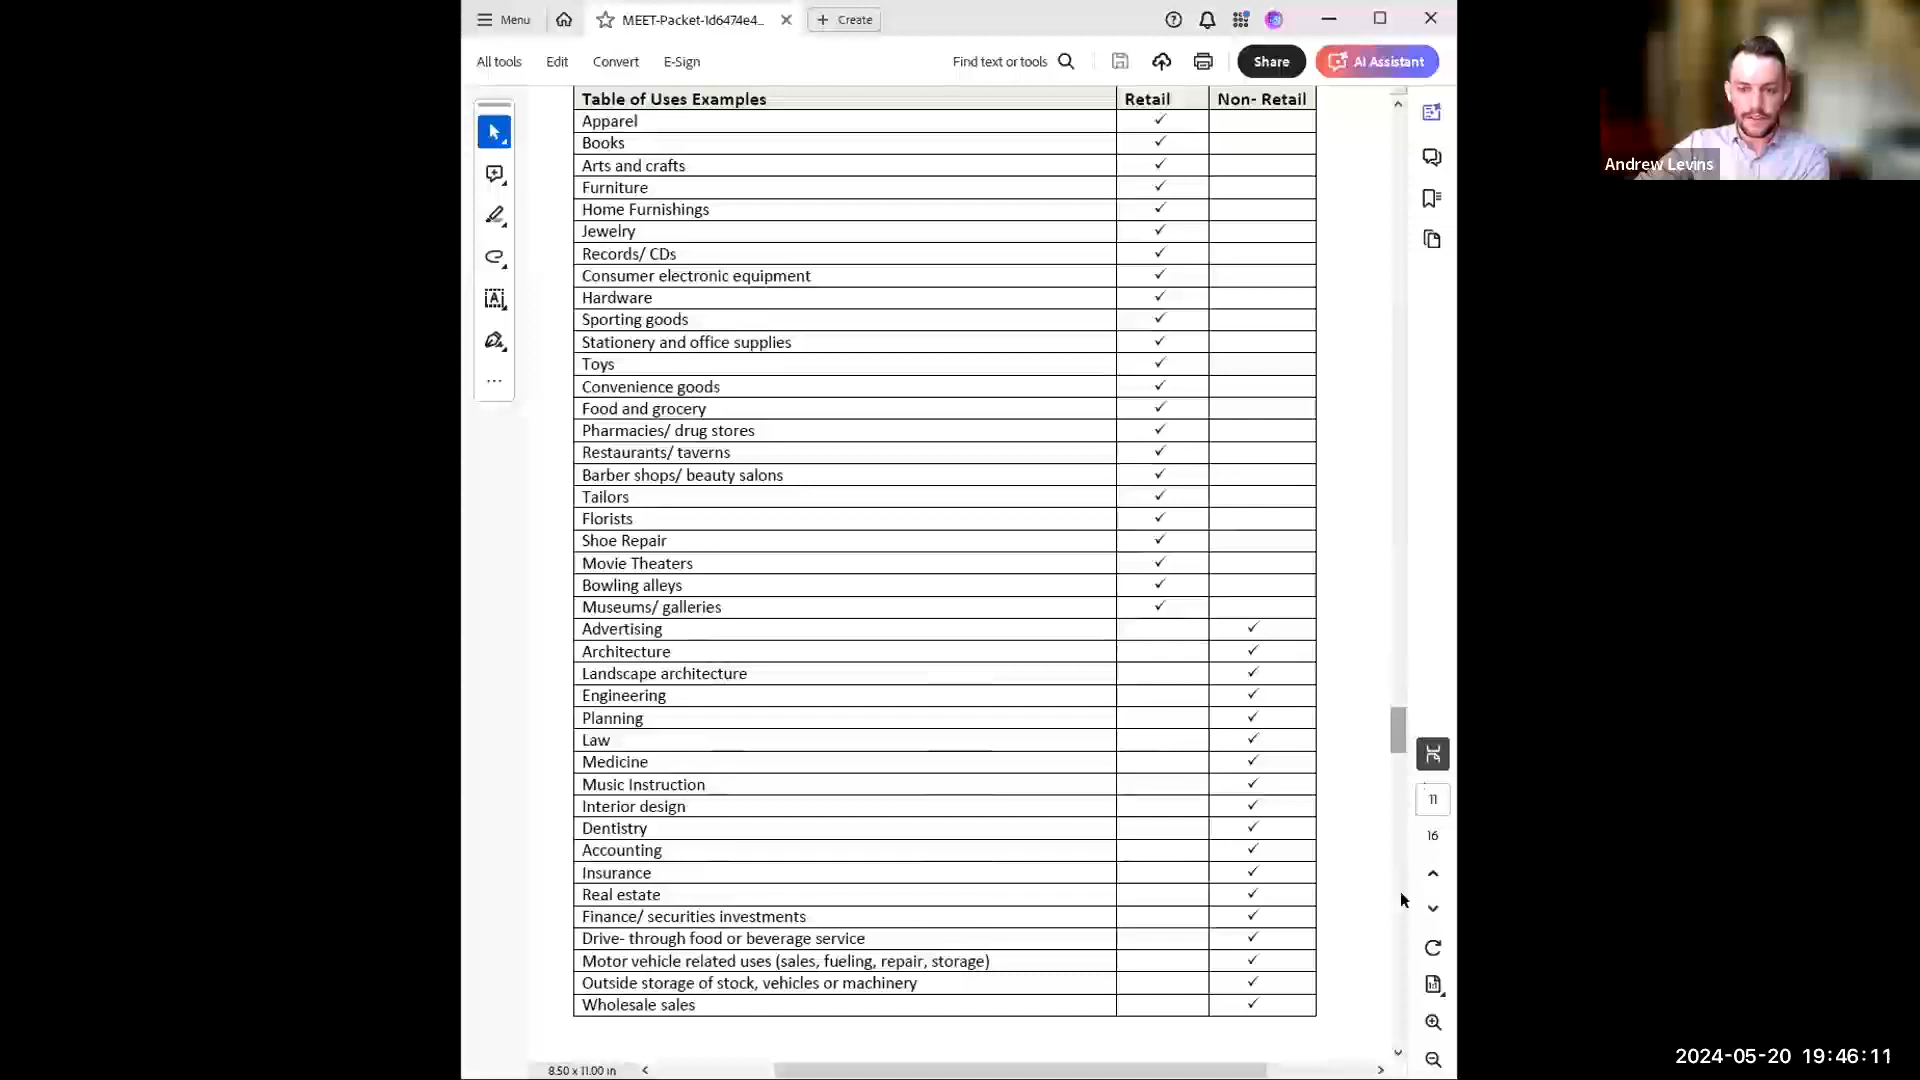 Menu
MEET-Packet-1d6474e4...
Create
All tools
Edit
Convert
E-Sign
Find text or tools
Share
AI Assistant
Andrew Levins
Table of Uses Examples Retail Non- Retail
Apparel ✓
Books ✓
Arts and crafts ✓
Furniture ✓
Home Furnishings ✓
Jewelry ✓
Records/ CDs ✓
Consumer electronic equipment ✓
Hardware ✓
Sporting goods ✓
Stationery and office supplies ✓
Toys ✓
Convenience goods ✓
Food and grocery ✓
Pharmacies/ drug stores ✓
Restaurants/ taverns ✓
Barber shops/ beauty salons ✓
Tailors ✓
Florists ✓
Shoe Repair ✓
Movie Theaters ✓
Bowling alleys ✓
Museums/ galleries ✓
Advertising ✓
Architecture ✓
Landscape architecture ✓
Engineering ✓
Planning ✓
Law ✓
Medicine ✓
Music Instruction ✓
Interior design ✓
Dentistry ✓
Accounting ✓
Insurance ✓
Real estate ✓
Finance/ securities investments ✓
Drive- through food or beverage service ✓
Motor vehicle related uses (sales, fueling, repair, storage) ✓
Outside storage of stock, vehicles or machinery ✓
Wholesale sales ✓
11
16
8.50 x 11.00 in
2024-05-20 19:46:11